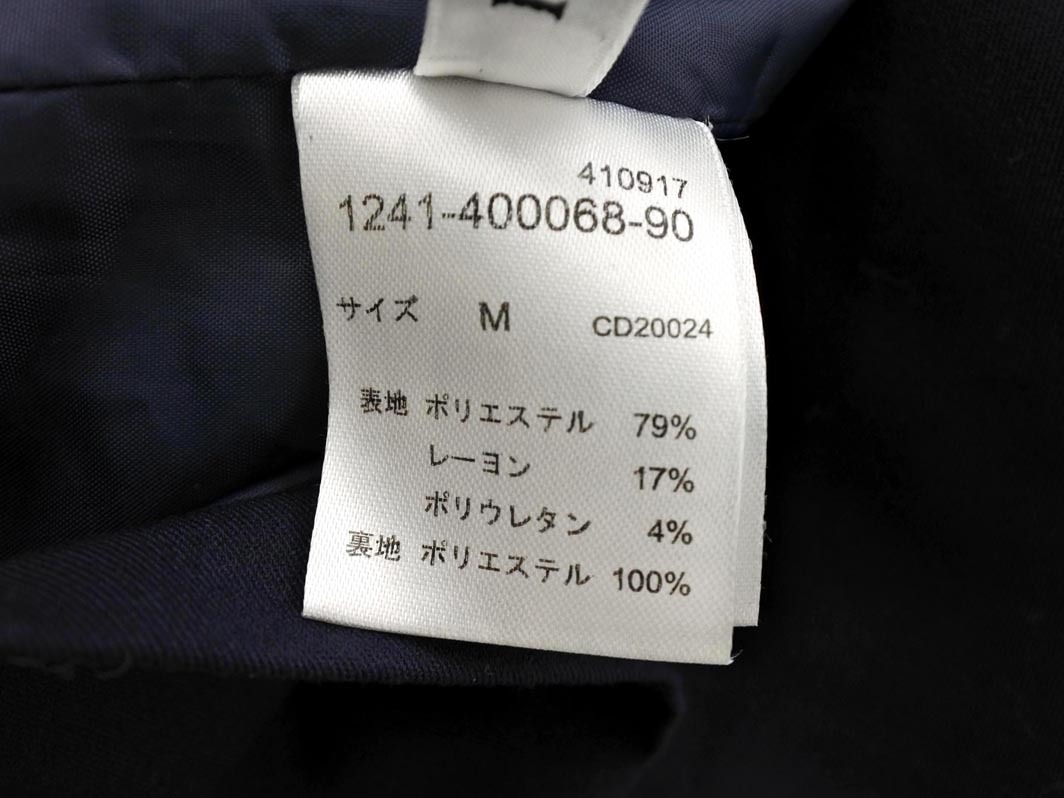 410917
1241-400068-90
サイズ M CD20024
表地 ポリエステル 79%
レーヨン 17%
ポリウレタン 4%
裏地 ポリエステル 100%